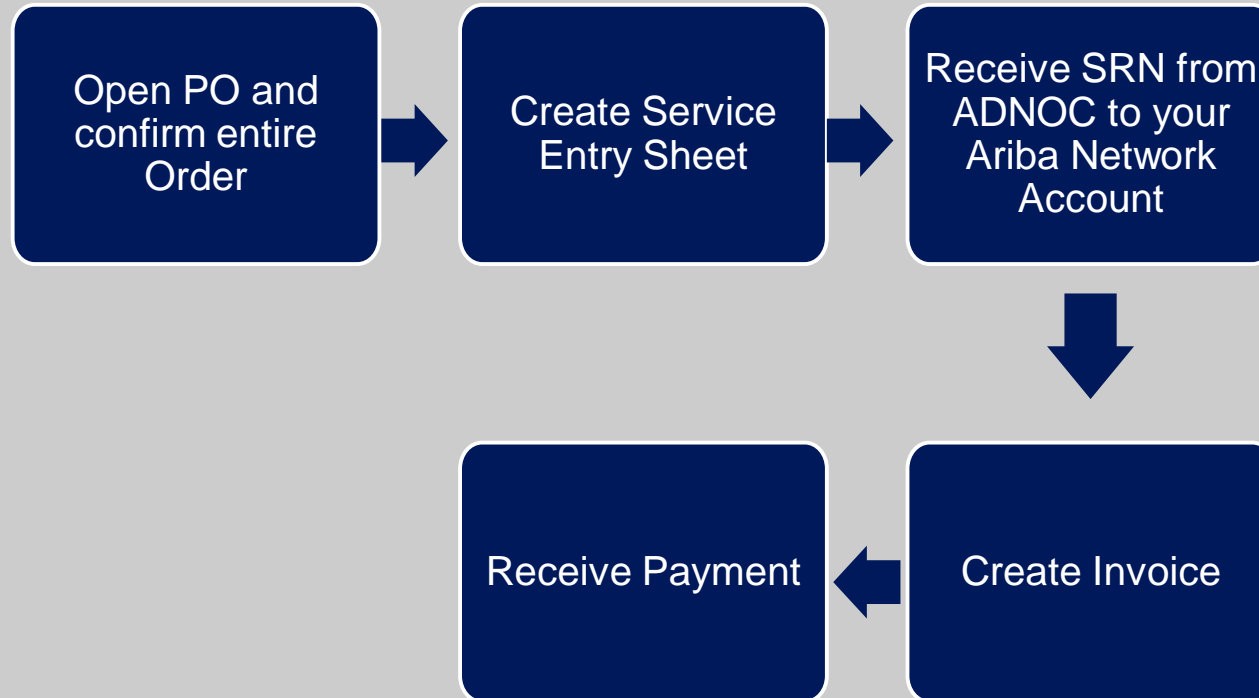 Open PO and
confirm entire
Order
Create Service
Entry Sheet
Receive SRN from
ADNOC to your
Ariba Network
Account
Create Invoice
Receive Payment